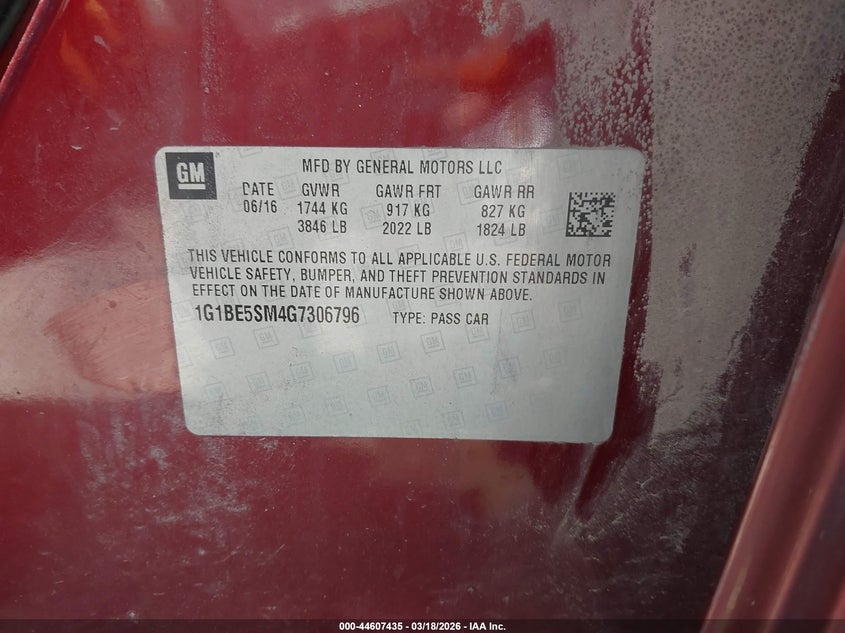 GM
MFD BY GENERAL MOTORS LLC
DATE GVWR GAWR FRT GAWR RR
06/16 1744 KG 917 KG 827 KG
3846 LB 2022 LB 1824 LB
THIS VEHICLE CONFORMS TO ALL APPLICABLE U.S. FEDERAL MOTOR
VEHICLE SAFETY, BUMPER, AND THEFT PREVENTION STANDARDS IN
EFFECT ON THE DATE OF MANUFACTURE SHOWN ABOVE.
1G1BE5SM4G7306796 TYPE: PASS CAR
000-44607435 - 03/18/2026 - IAA Inc.